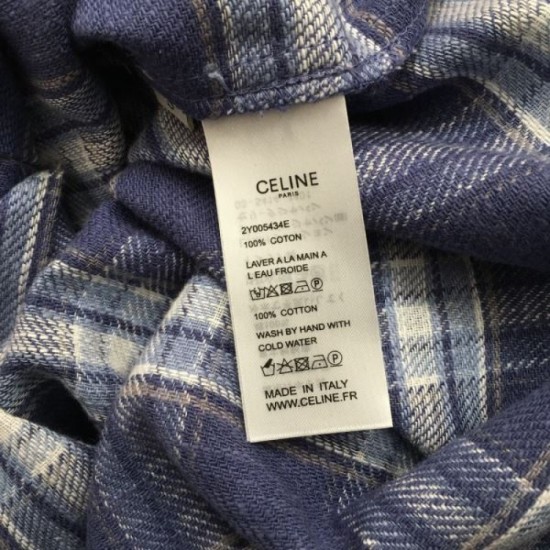 CELINE
PARIS
2Y005434E
100% COTON
LAVER A LA MAIN A
L EAU FROIDE
100% COTTON
WASH BY HAND WITH
COLD WATER
MADE IN ITALY
WWW.CELINE.FR